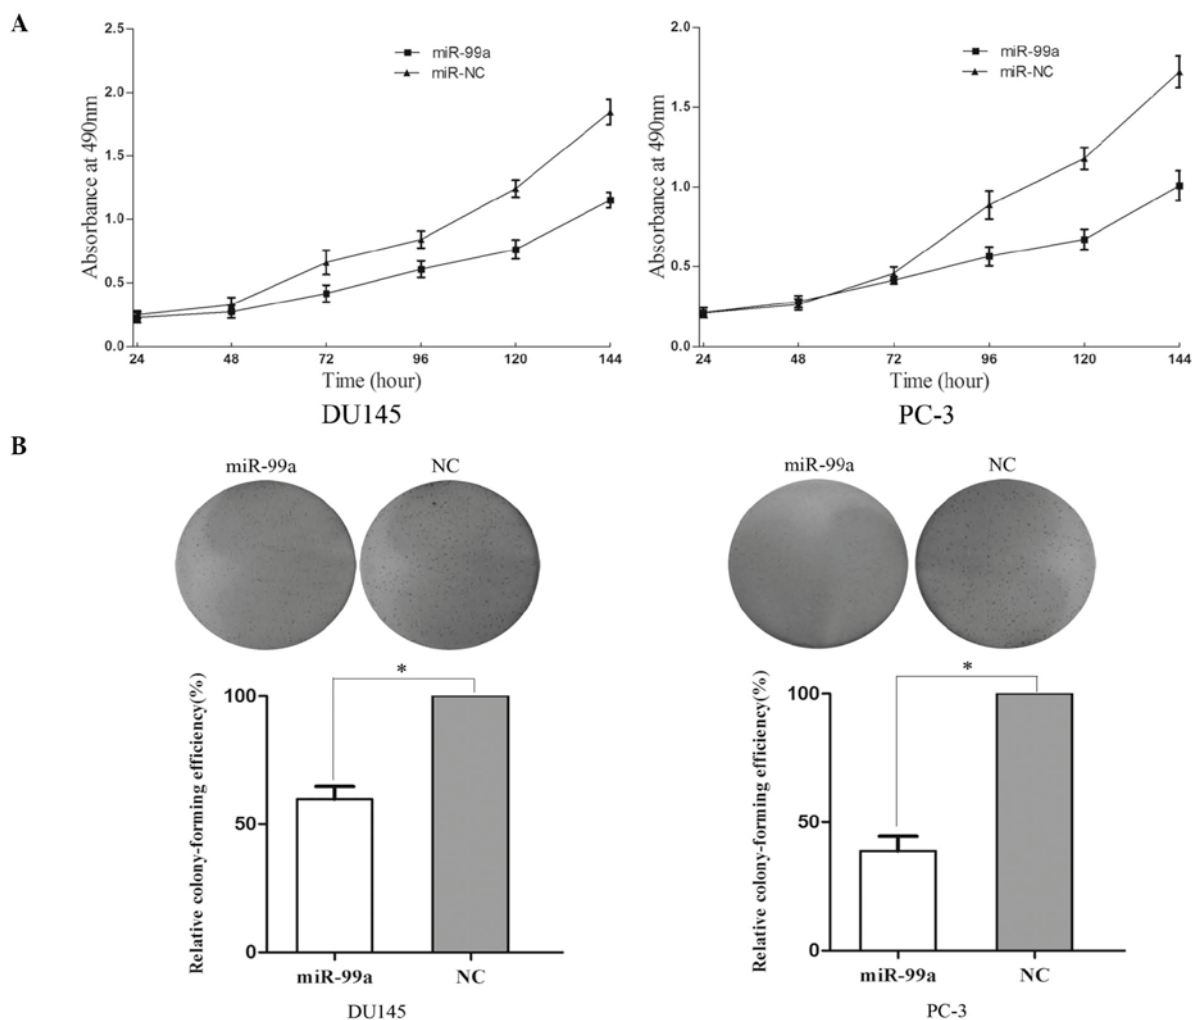 A
2.5
2.0
1.5
1.0
0.5
0.0
Absorbance at 490nm
miR-99a
miR-NC
24 48 72 96 120 144
Time (hour)
DU145
2.0
1.5
1.0
0.5
0.0
Absorbance at 490nm
miR-99a
miR-NC
24 48 72 96 120 144
Time (hour)
PC-3
B
miR-99a NC
Relative colony-forming efficiency(%)
100
50
0
*
miR-99a NC
DU145
miR-99a NC
Relative colony-forming efficiency(%)
100
50
0
*
miR-99a NC
PC-3